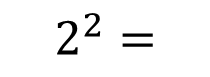 2² =